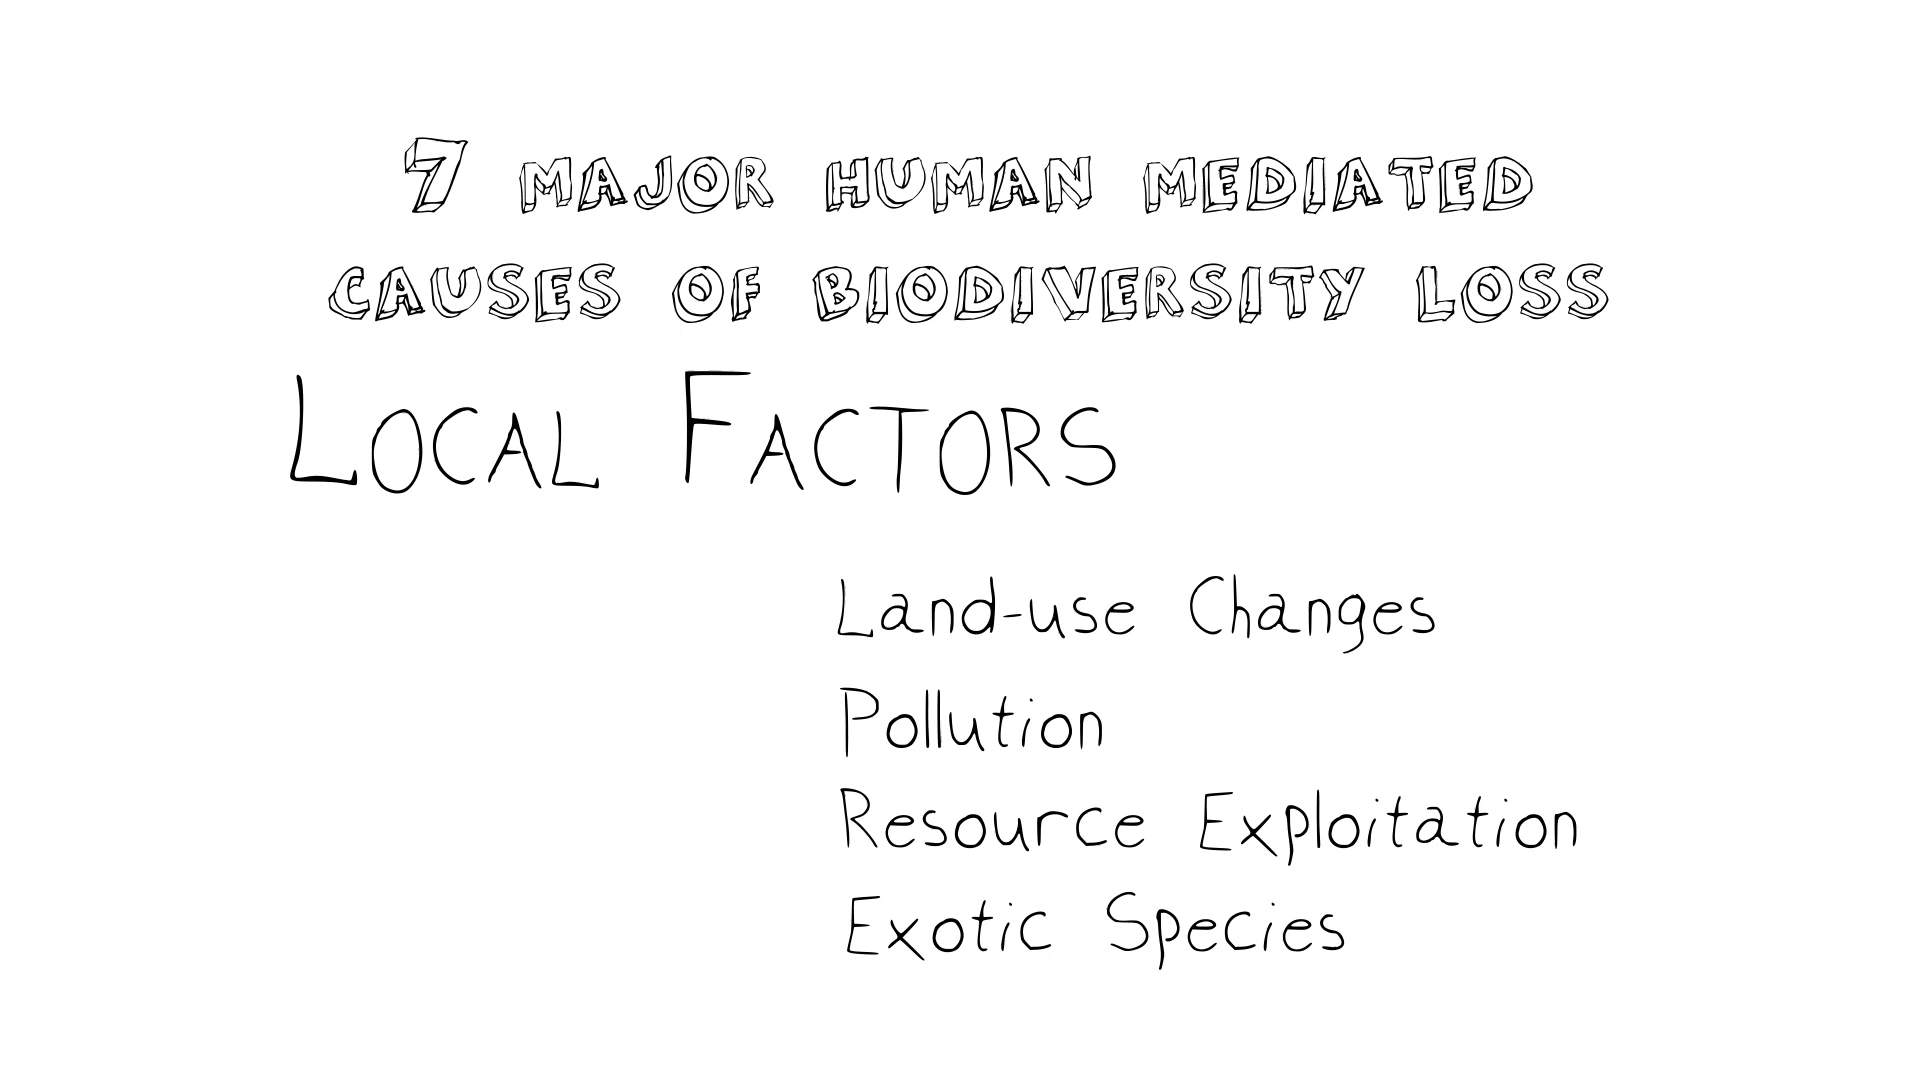 7 MAJOR HUMAN MEDIATED
CAUSES OF BIODIVERSITY LOSS
LOCAL FACTORS
Land-use Changes
Pollution
Resource Exploitation
Exotic Species